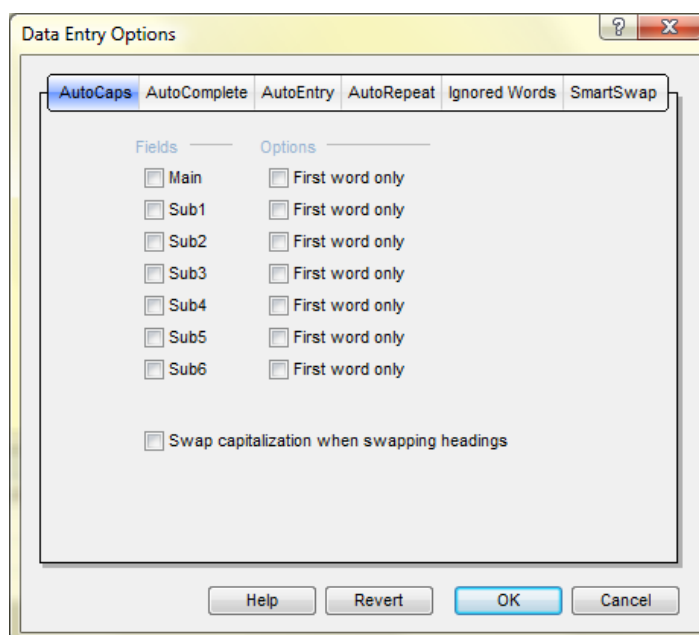 Data Entry Options
?
X
AutoCaps AutoComplete AutoEntry AutoRepeat Ignored Words SmartSwap
Fields Options
Main First word only
Sub1 First word only
Sub2 First word only
Sub3 First word only
Sub4 First word only
Sub5 First word only
Sub6 First word only
Swap capitalization when swapping headings
Help Revert OK Cancel